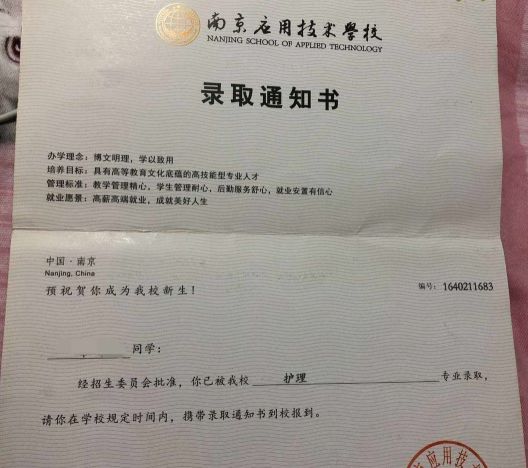 南京应用技术學校
NANJING SCHOOL OF APPLIED TECHNOLOGY
录取通知书
办学理念：博文明理，学以致用
培养目标：具有高等教育文化底蕴的高技能型专业人才
管理标准：教学管理精心，学生管理耐心，后勤服务舒心，就业安置有信心
就业愿景：高薪高端就业，成就美好人生
中国·南京
Nanjing, China
预祝贺你成为我校新生！
编号：1640211683
同学：
经招生委员会批准，你已被我校 护理 专业录取，
请你在学校规定时间内，携带录取通知书到校报到。
京应用技术